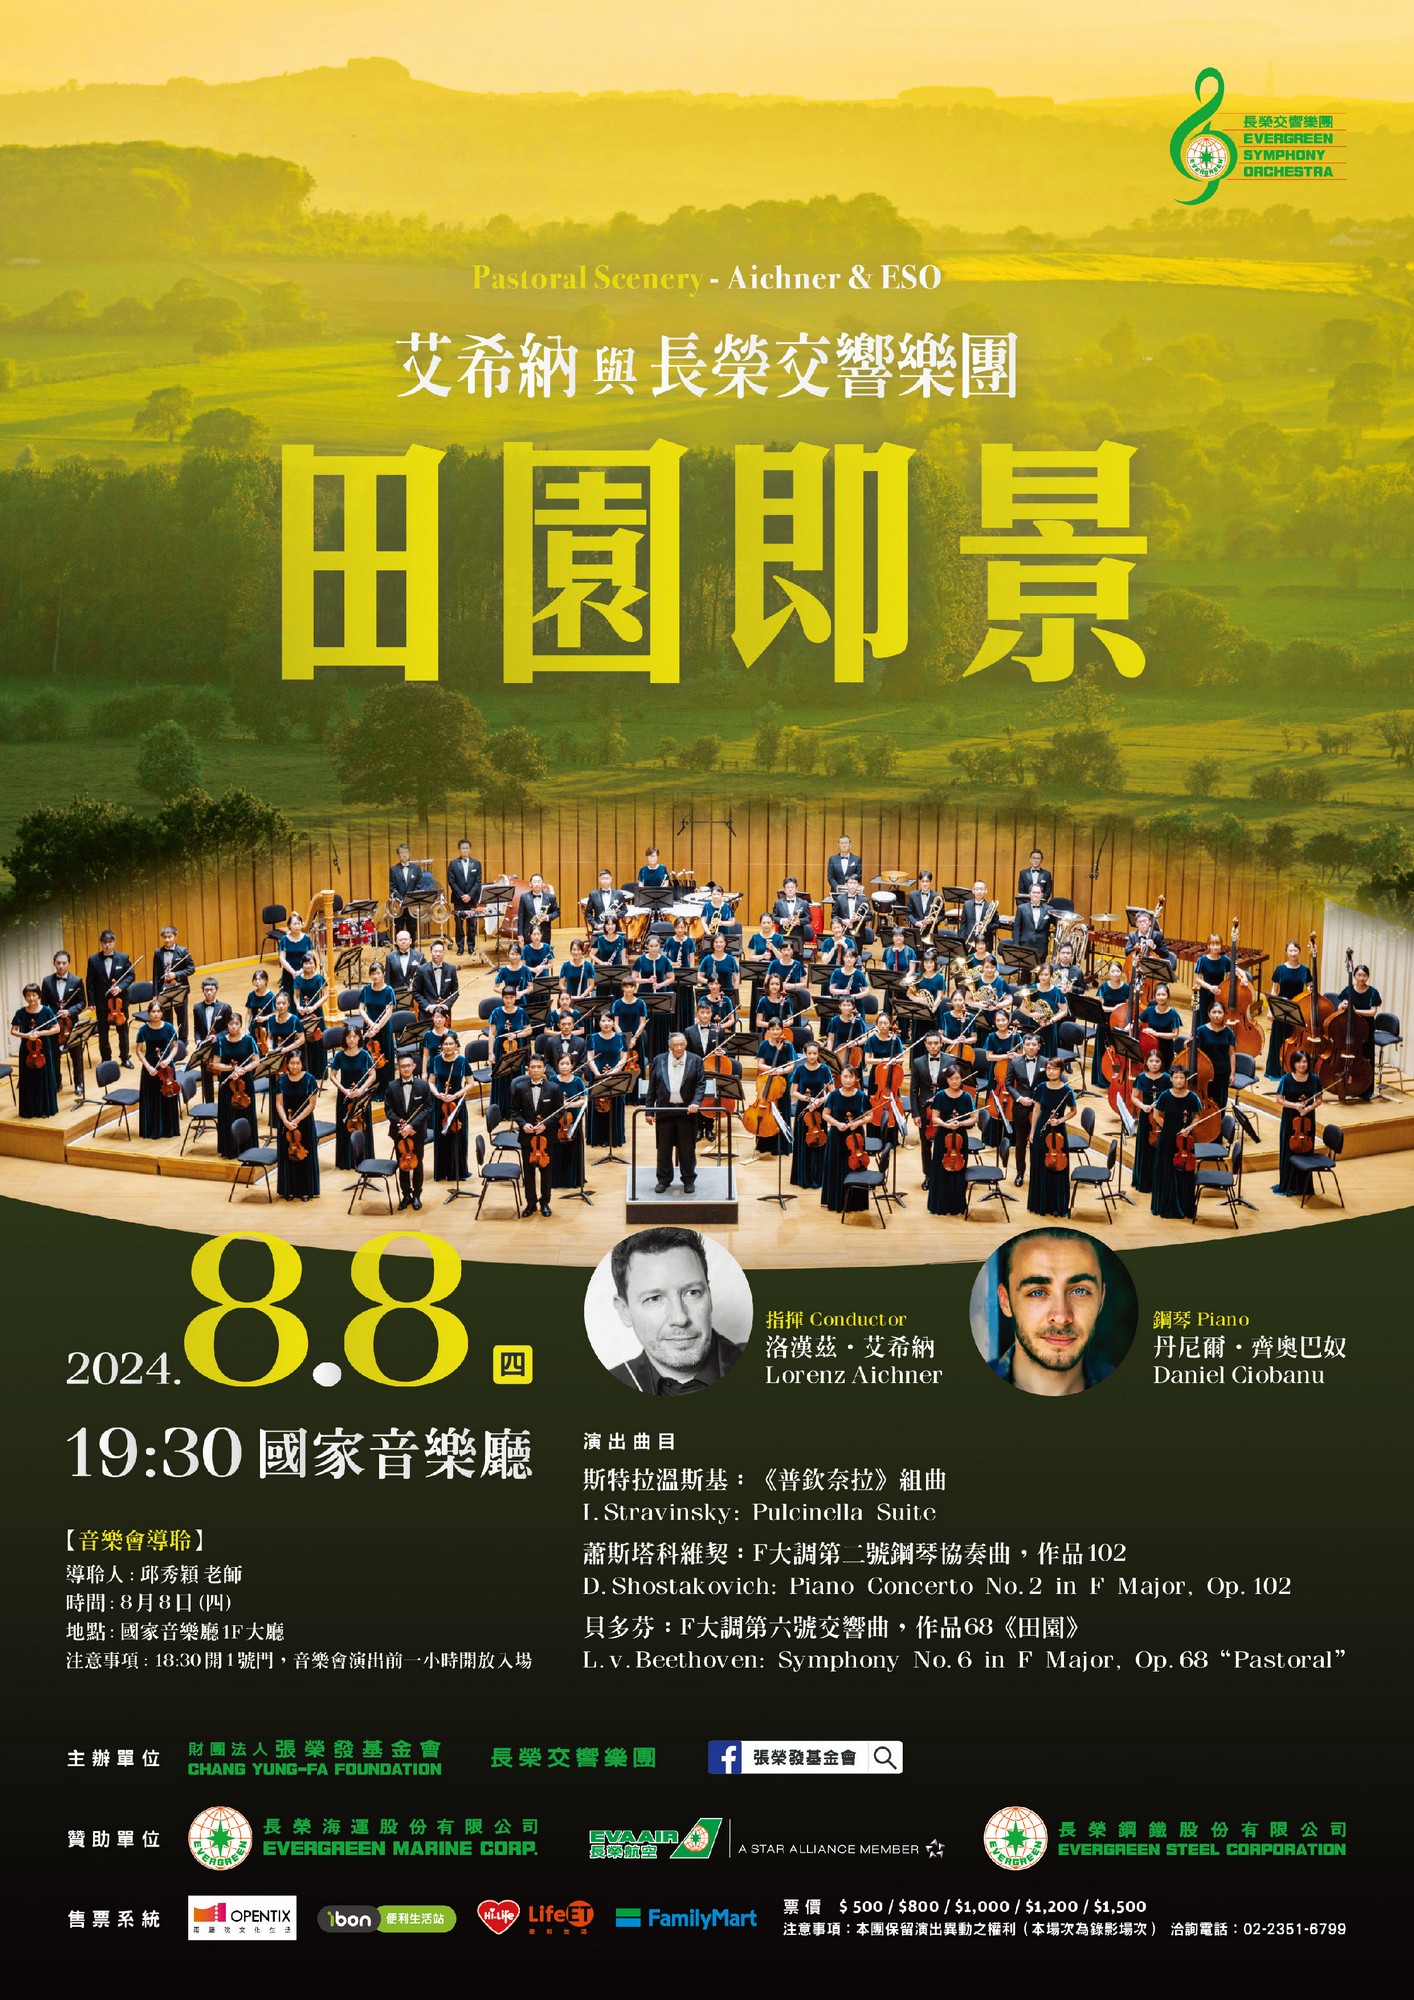 長榮交響樂團
EVERGREEN
SYMPHONY
ORCHESTRA
EVERGREEN
Pastoral Scenery - Aichner & ESO
艾希納與長榮交響樂團
田園即景
2024.8.8 四
19:30 國家音樂廳
【音樂會導聆】
導聆人 : 邱秀穎 老師
時間 : 8月8日 (四)
地點 : 國家音樂廳1F大廳
注意事項 : 18:30開1號門，音樂會演出前一小時開放入場
指揮 Conductor
洛漢茲・艾希納
Lorenz Aichner
鋼琴 Piano
丹尼爾・齊奧巴奴
Daniel Ciobanu
演出曲目
斯特拉溫斯基：《普欽奈拉》組曲
I. Stravinsky: Pulcinella Suite
蕭斯塔科維契：F大調第二號鋼琴協奏曲，作品102
D. Shostakovich: Piano Concerto No. 2 in F Major, Op. 102
貝多芬：F大調第六號交響曲，作品68《田園》
L. v. Beethoven: Symphony No. 6 in F Major, Op. 68 “Pastoral”
主辦單位
財團法人張榮發基金會
CHANG YUNG-FA FOUNDATION
長榮交響樂團
f 張榮發基金會
贊助單位
EVERGREEN
長榮海運股份有限公司
EVERGREEN MARINE CORP.
EVA AIR
長榮航空
A STAR ALLIANCE MEMBER
EVERGREEN
長榮鋼鐵股份有限公司
EVERGREEN STEEL CORPORATION
售票系統
OPENTIX
兩廳院文化生活
ibon 便利生活站
Hi-Life
LifeET
便利生活
FamilyMart
票價 $ 500 / $800 / $1,000 / $1,200 / $1,500
注意事項：本團保留演出異動之權利（本場次為錄影場次） 洽詢電話：02-2351-6799